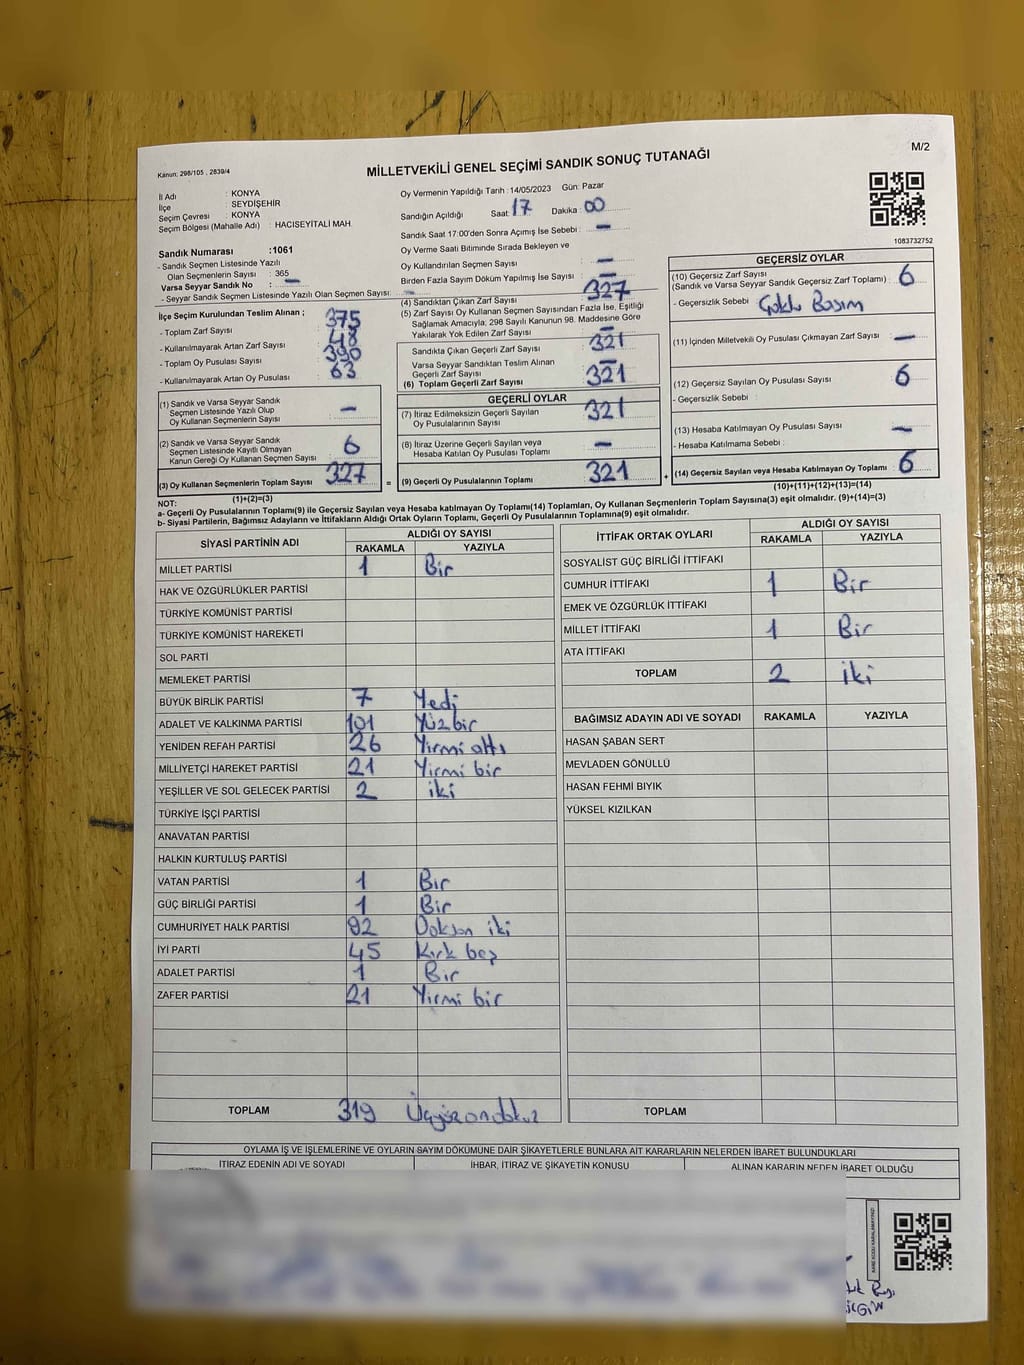 M/2
Kanun: 298/105 , 2839/4
MİLLETVEKİLİ GENEL SEÇİMİ SANDIK SONUÇ TUTANAĞI
İl Adı : KONYA
İlçe : SEYDİŞEHİR
Seçim Çevresi : KONYA
Seçim Bölgesi (Mahalle Adı) : HACISEYİTALİ MAH.
Sandık Numarası :1061
- Sandık Seçmen Listesinde Yazılı
Olan Seçmenlerin Sayısı : 365
Varsa Seyyar Sandık No : —
- Seyyar Sandık Seçmen Listesinde Yazılı Olan Seçmen Sayısı: —
İlçe Seçim Kurulundan Teslim Alınan ;
- Toplam Zarf Sayısı : 375
- Kullanılmayarak Artan Zarf Sayısı : 48
- Toplam Oy Pusulası Sayısı : 390
- Kullanılmayarak Artan Oy Pusulası : 63
(1) Sandık ve Varsa Seyyar Sandık
Seçmen Listesinde Yazılı Olup
Oy Kullanan Seçmenlerin Sayısı : —
(2) Sandık ve Varsa Seyyar Sandık
Seçmen Listesinde Kayıtlı Olmayan
Kanun Gereği Oy Kullanan Seçmen Sayısı : 6
(3) Oy Kullanan Seçmenlerin Toplam Sayısı : 327
(1)+(2)=(3)
Oy Vermenin Yapıldığı Tarih : 14/05/2023 Gün: Pazar
Sandığın Açıldığı Saat : 17 Dakika : 00
Sandık Saat 17:00'den Sonra Açımış İse Sebebi : —
Oy Verme Saati Bitiminde Sırada Bekleyen ve
Oy Kullandırılan Seçmen Sayısı : —
Birden Fazla Sayım Döküm Yapılmış İse Sayısı : —
(4) Sandıktan Çıkan Zarf Sayısı : 327
(5) Zarf Sayısı Oy Kullanan Seçmen Sayısından Fazla İse, Eşitliği
Sağlamak Amacıyla; 298 Sayılı Kanunun 98. Maddesine Göre
Yakılarak Yok Edilen Zarf Sayısı : —
Sandıkta Çıkan Geçerli Zarf Sayısı : 321
Varsa Seyyar Sandıktan Teslim Alınan
Geçerli Zarf Sayısı : —
(6) Toplam Geçerli Zarf Sayısı : 321
GEÇERLİ OYLAR
(7) İtiraz Edilmeksizin Geçerli Sayılan
Oy Pusulalarının Sayısı : 321
(8) İtiraz Üzerine Geçerli Sayılan veya
Hesaba Katılan Oy Pusulası Toplamı : —
= (9) Geçerli Oy Pusulalarının Toplamı : 321 +
1083732752
GEÇERSİZ OYLAR
(10) Geçersiz Zarf Sayısı
(Sandık ve Varsa Seyyar Sandık Geçersiz Zarf Toplamı) : 6
- Geçersizlik Sebebi : Çoklu Basım
(11) İçinden Milletvekili Oy Pusulası Çıkmayan Zarf Sayısı : —
(12) Geçersiz Sayılan Oy Pusulası Sayısı : 6
- Geçersizlik Sebebi :
(13) Hesaba Katılmayan Oy Pusulası Sayısı : —
- Hesaba Katılmama Sebebi :
(14) Geçersiz Sayılan veya Hesaba Katılmayan Oy Toplamı : 6
(10)+(11)+(12)+(13)=(14)
NOT:
a- Geçerli Oy Pusulalarının Toplamı(9) ile Geçersiz Sayılan veya Hesaba katılmayan Oy Toplamı(14) Toplamları, Oy Kullanan Seçmenlerin Toplam Sayısına(3) eşit olmalıdır. (9)+(14)=(3)
b- Siyasi Partilerin, Bağımsız Adayların ve İttifakların Aldığı Ortak Oyların Toplamı, Geçerli Oy Pusulalarının Toplamına(9) eşit olmalıdır.
SİYASİ PARTİNİN ADI ALDIĞI OY SAYISI
RAKAMLA YAZIYLA
MİLLET PARTİSİ 1 Bir
HAK VE ÖZGÜRLÜKLER PARTİSİ
TÜRKİYE KOMÜNİST PARTİSİ
TÜRKİYE KOMÜNİST HAREKETİ
SOL PARTİ
MEMLEKET PARTİSİ
BÜYÜK BİRLİK PARTİSİ 7 Yedi
ADALET VE KALKINMA PARTİSİ 101 Yüzbir
YENİDEN REFAH PARTİSİ 26 Yirmi altı
MİLLİYETÇİ HAREKET PARTİSİ 21 Yirmi bir
YEŞİLLER VE SOL GELECEK PARTİSİ 2 iki
TÜRKİYE İŞÇİ PARTİSİ
ANAVATAN PARTİSİ
HALKIN KURTULUŞ PARTİSİ
VATAN PARTİSİ 1 Bir
GÜÇ BİRLİĞİ PARTİSİ 1 Bir
CUMHURİYET HALK PARTİSİ 92 Doksan iki
İYİ PARTİ 45 Kırk beş
ADALET PARTİSİ 1 Bir
ZAFER PARTİSİ 21 Yirmi bir
TOPLAM 319 Üçyüzondokuz
İTTİFAK ORTAK OYLARI ALDIĞI OY SAYISI
RAKAMLA YAZIYLA
SOSYALİST GÜÇ BİRLİĞİ İTTİFAKI
CUMHUR İTTİFAKI 1 Bir
EMEK VE ÖZGÜRLÜK İTTİFAKI
MİLLET İTTİFAKI 1 Bir
ATA İTTİFAKI
TOPLAM 2 iki
BAĞIMSIZ ADAYIN ADI VE SOYADI RAKAMLA YAZIYLA
HASAN ŞABAN SERT
MEVLADEN GÖNÜLLÜ
HASAN FEHMİ BIYIK
YÜKSEL KIZILKAN
TOPLAM
OYLAMA İŞ VE İŞLEMLERİNE VE OYLARIN SAYIM DÖKÜMÜNE DAİR ŞİKAYETLERLE BUNLARA AİT KARARLARIN NELERDEN İBARET BULUNDUKLARI
İTİRAZ EDENİN ADI VE SOYADI İHBAR, İTİRAZ VE ŞİKAYETİN KONUSU ALINAN KARARIN NEDEN İBARET OLDUĞU
KARE KODU KARALAMAYINIZ!